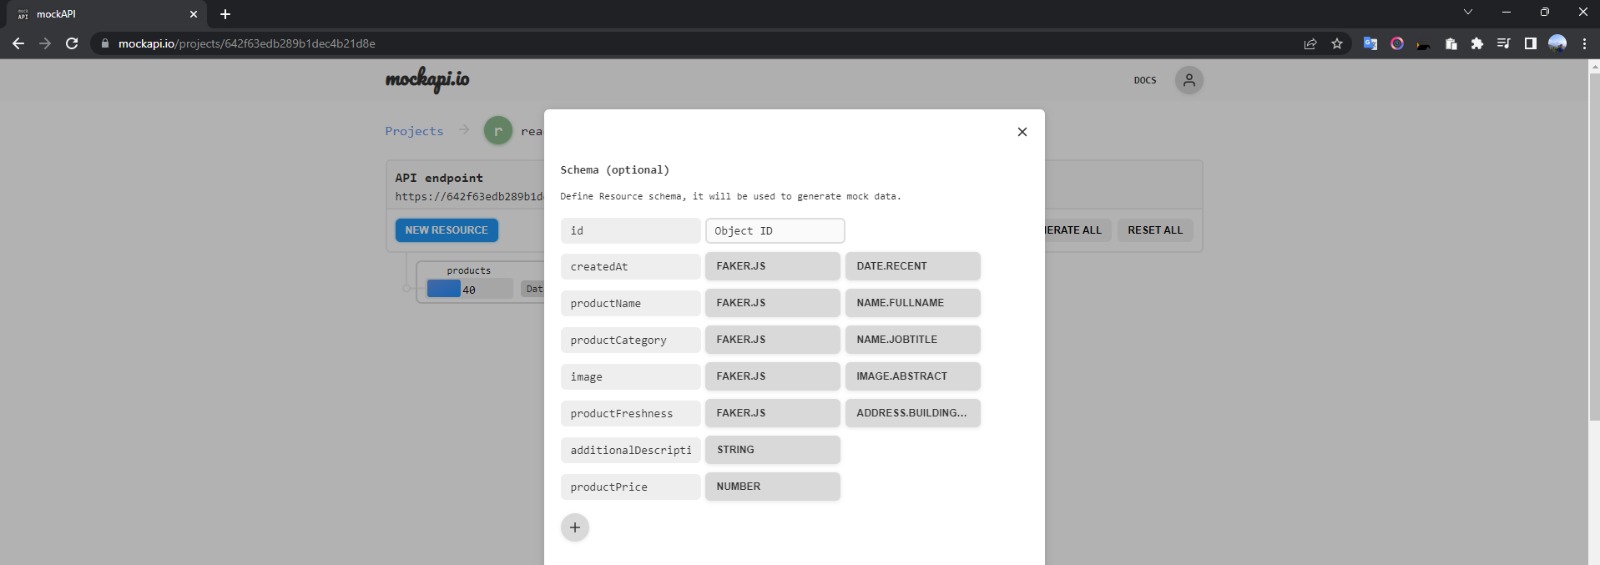 mock API mockAPI
mockapi.io/projects/642f63edb289b1dec4b21d8e
mockapi.io
DOCS
Projects
r
rea
API endpoint
https://642f63edb289b1d
NEW RESOURCE
ERATE ALL
RESET ALL
products
40
Dat
Schema (optional)
Define Resource schema, it will be used to generate mock data.
id Object ID
createdAt FAKER.JS DATE.RECENT
productName FAKER.JS NAME.FULLNAME
productCategory FAKER.JS NAME.JOBTITLE
image FAKER.JS IMAGE.ABSTRACT
productFreshness FAKER.JS ADDRESS.BUILDING...
additionalDescripti STRING
productPrice NUMBER